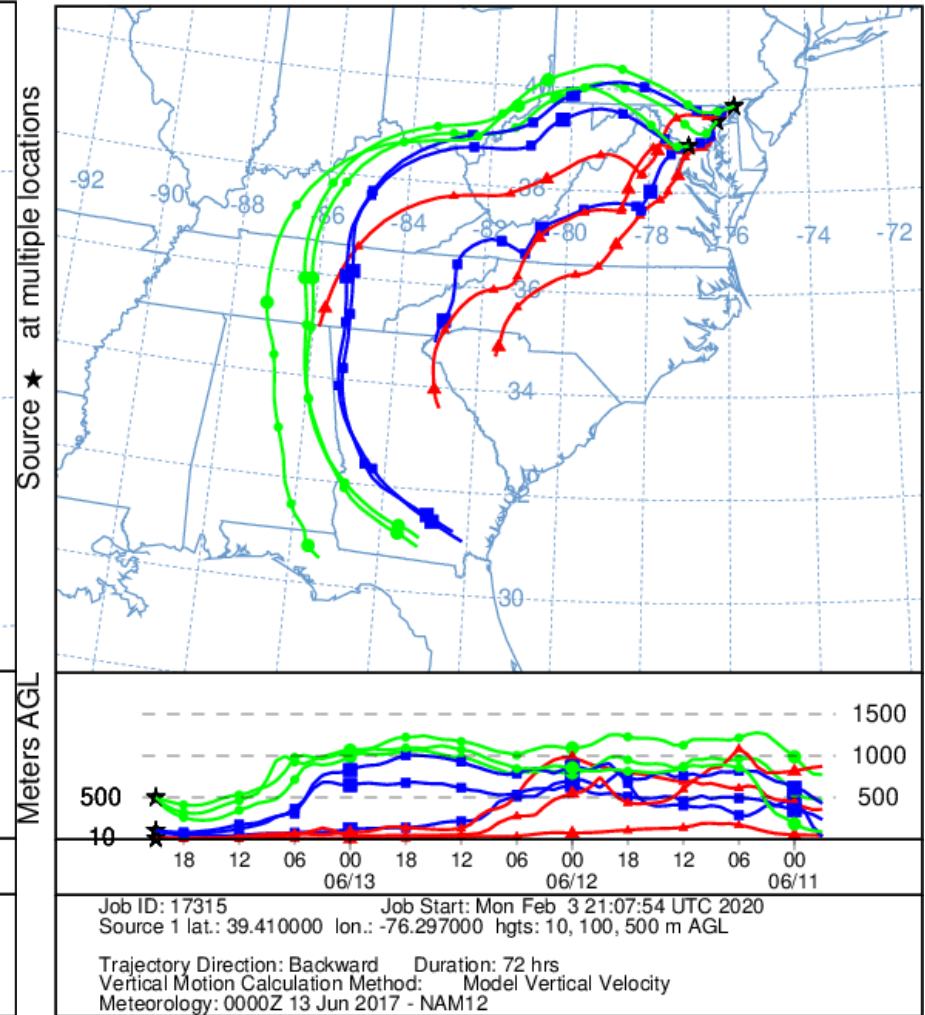 Source ★ at multiple locations
40
-92
-90
-88
-86
-84
38
-82
-80
-78
-76
-74
-72
36
34
32
30
Meters AGL
1500
1000
500
500
10
18 12 06 00 18 12 06 00 18 12 06 00
06/13 06/12 06/11
Job ID: 17315 Job Start: Mon Feb 3 21:07:54 UTC 2020
Source 1 lat.: 39.410000 lon.: -76.297000 hgts: 10, 100, 500 m AGL
Trajectory Direction: Backward Duration: 72 hrs
Vertical Motion Calculation Method: Model Vertical Velocity
Meteorology: 0000Z 13 Jun 2017 - NAM12